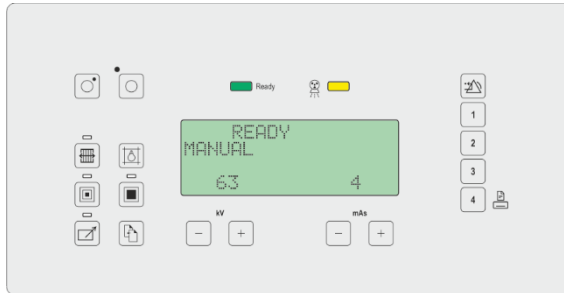 Ready
READY
MANUAL
63 4
kV mAs
- + - +
1
2
3
4